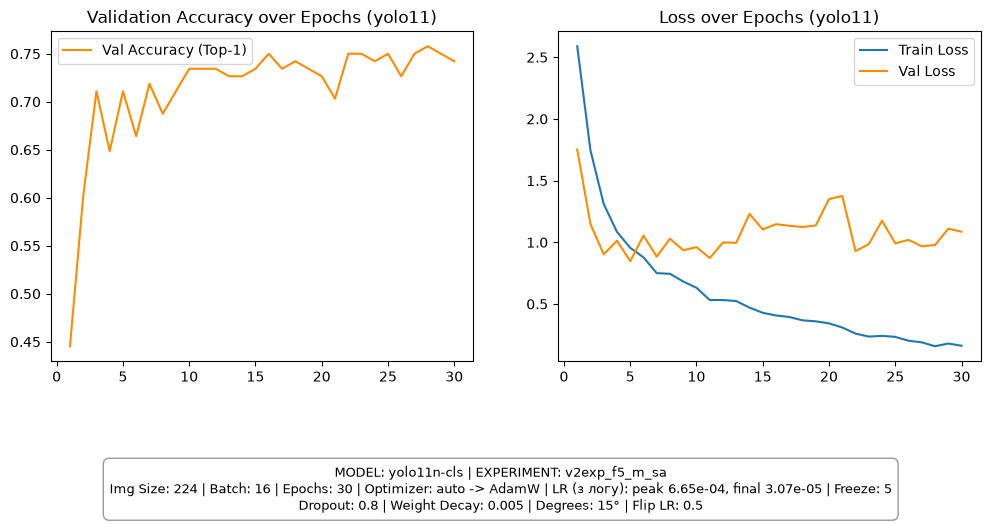 Validation Accuracy over Epochs (yolo11)
Val Accuracy (Top-1)
0.75
0.70
0.65
0.60
0.55
0.50
0.45
0 5 10 15 20 25 30
Loss over Epochs (yolo11)
Train Loss
Val Loss
2.5
2.0
1.5
1.0
0.5
0 5 10 15 20 25 30
MODEL: yolo11n-cls | EXPERIMENT: v2exp_f5_m_sa
Img Size: 224 | Batch: 16 | Epochs: 30 | Optimizer: auto -> AdamW | LR (з логу): peak 6.65e-04, final 3.07e-05 | Freeze: 5
Dropout: 0.8 | Weight Decay: 0.005 | Degrees: 15° | Flip LR: 0.5